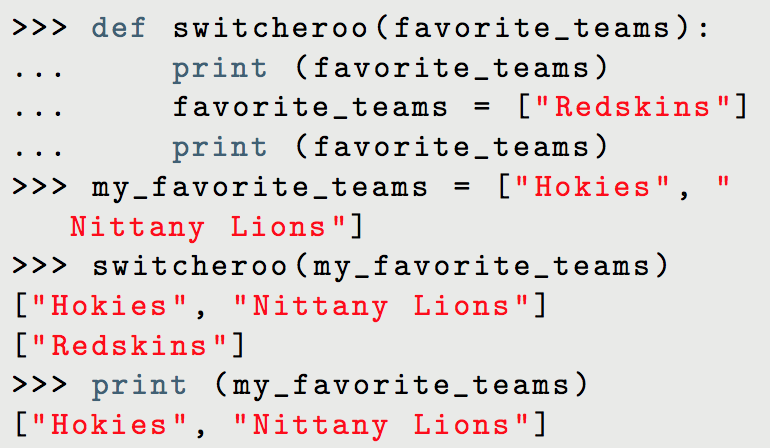 >>> def switcheroo(favorite_teams):
...     print (favorite_teams)
...     favorite_teams = ["Redskins"]
...     print (favorite_teams)
>>> my_favorite_teams = ["Hokies", "
   Nittany Lions"]
>>> switcheroo(my_favorite_teams)
["Hokies", "Nittany Lions"]
["Redskins"]
>>> print (my_favorite_teams)
["Hokies", "Nittany Lions"]